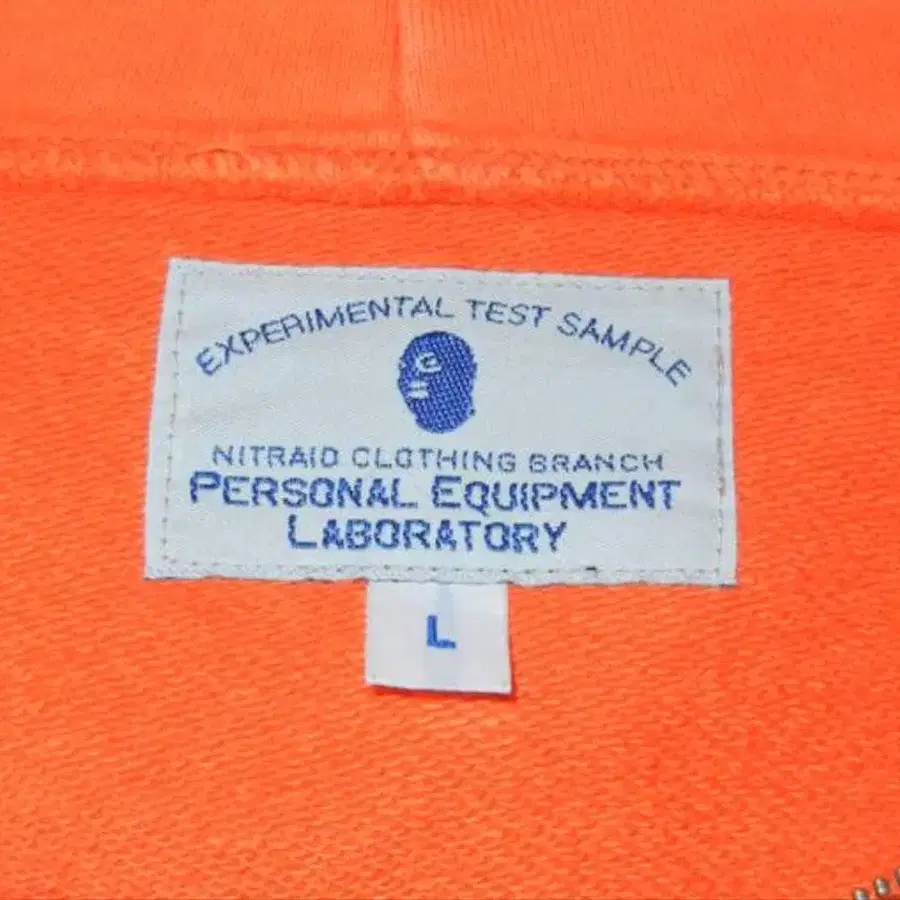 EXPERIMENTAL TEST SAMPLE
NITRAID CLOTHING BRANCH
PERSONAL EQUIPMENT
LABORATORY
L